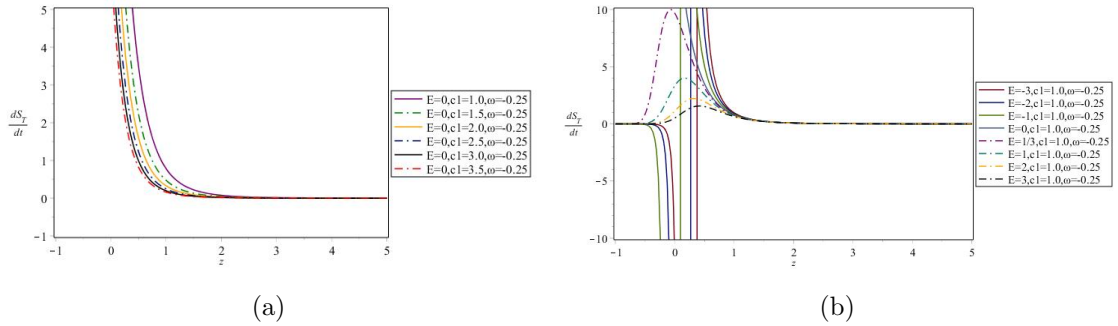 5
4
3
dS_T
dt
2
1
0
−1
−1 0 1 2 3 4 5
z
E=0,c1=1.0,ω=-0.25
E=0,c1=1.5,ω=-0.25
E=0,c1=2.0,ω=-0.25
E=0,c1=2.5,ω=-0.25
E=0,c1=3.0,ω=-0.25
E=0,c1=3.5,ω=-0.25
(a)
10
5
dS_T
dt
0
−5
−10
−1 0 1 2 3 4 5
z
E=-3,c1=1.0,ω=-0.25
E=-2,c1=1.0,ω=-0.25
E=-1,c1=1.0,ω=-0.25
E=0,c1=1.0,ω=-0.25
E=1/3,c1=1.0,ω=-0.25
E=1,c1=1.0,ω=-0.25
E=2,c1=1.0,ω=-0.25
E=3,c1=1.0,ω=-0.25
(b)